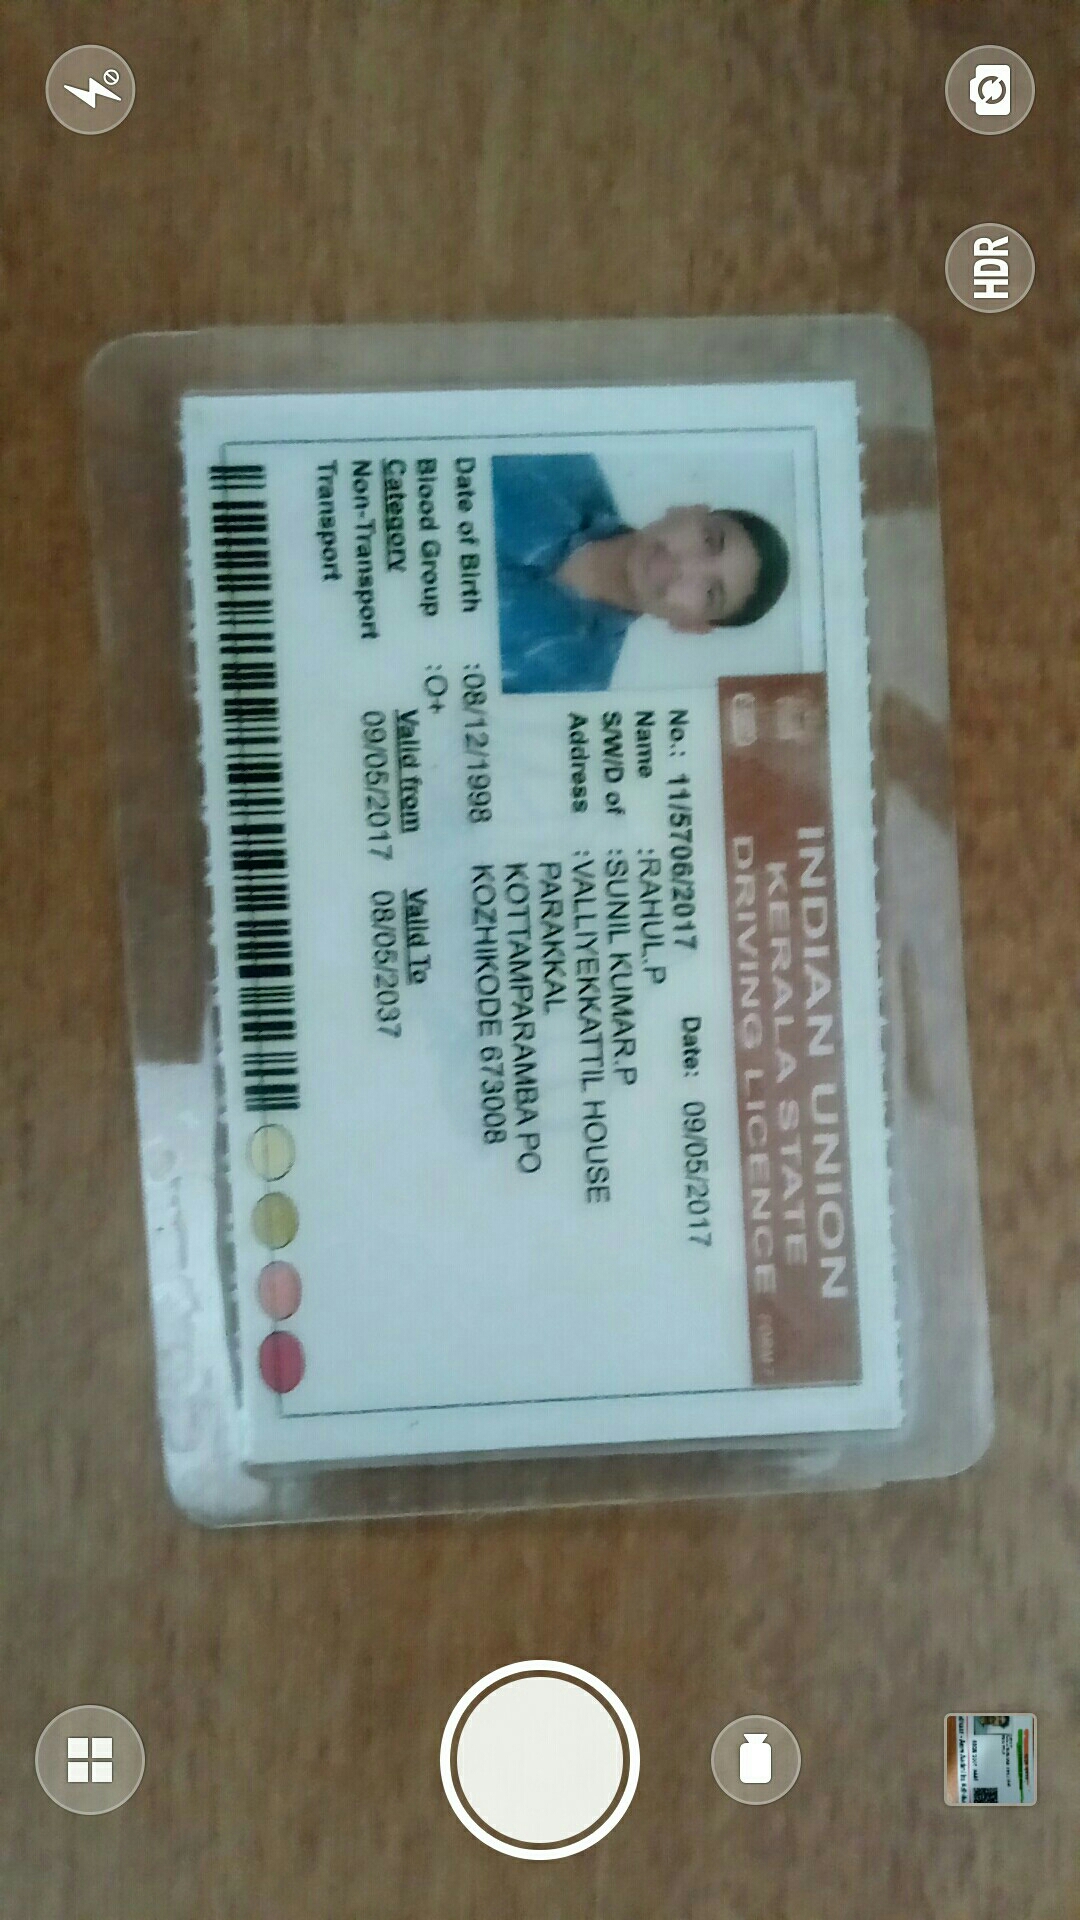 HDR
INDIAN UNION
KERALA STATE
DRIVING LICENCE
No.: 11/5706/2017 Date: 09/05/2017
Name :RAHUL.P
S/W/D of :SUNIL KUMAR.P
Address :VALLIYEKKATTIL HOUSE
PARAKKAL
KOTTAMPARAMBA PO
KOZHIKODE 673008
Date of Birth :08/12/1998
Blood Group :O+
Category Valid from Valid To
Non-Transport 09/05/2017 08/05/2037
Transport